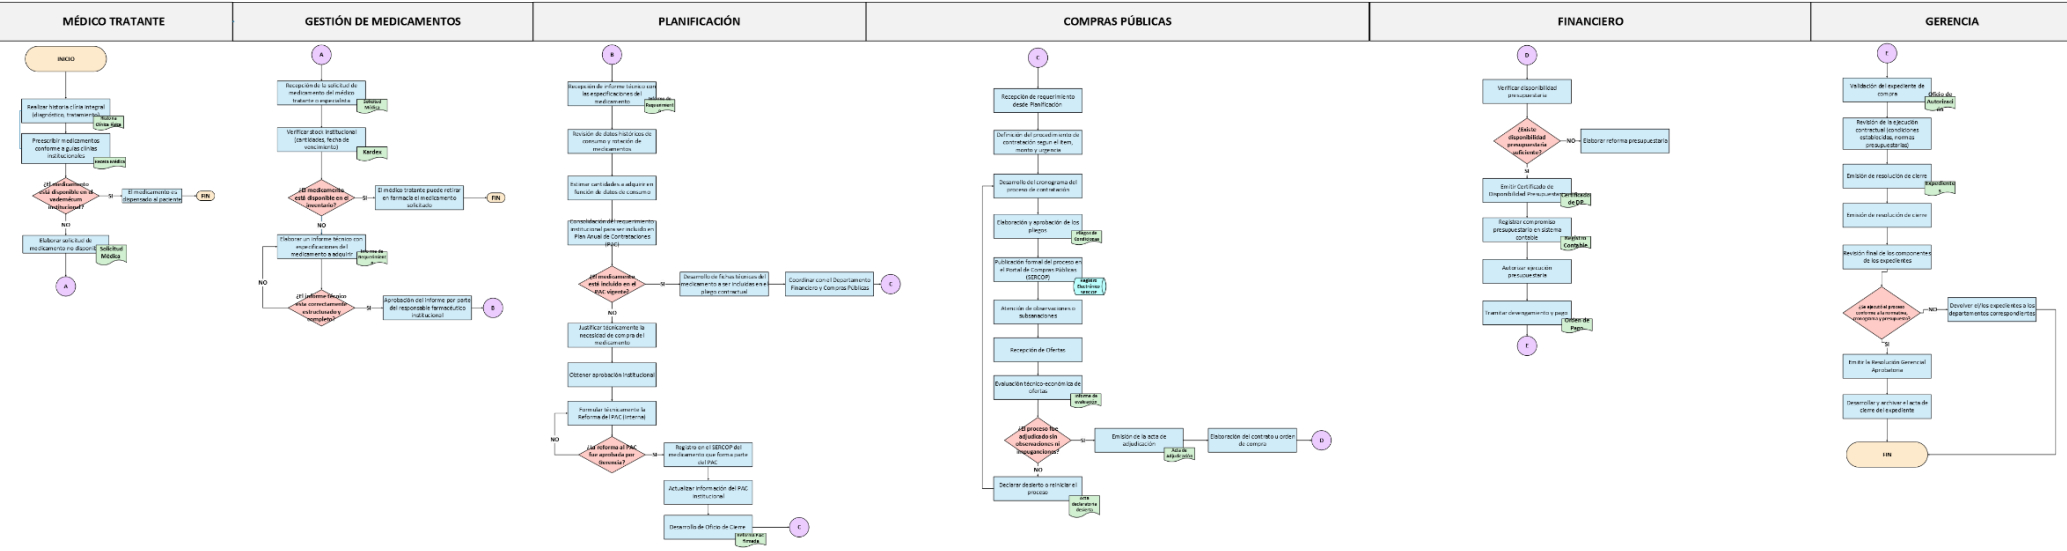 MÉDICO TRATANTE
INICIO
Realizar historia clínia integral
(diagnóstico, tratamiento)
Preescribir medicamentos
conforme a guías clínias
institucionales
¿El medicamento
está disponible en el
vademécum
institucional?
SI
El medicamento es
dispensado al paciente
FIN
NO
Elaborar solicitud de
medicamento no
Solicitud
Médica
A
GESTIÓN DE MEDICAMENTOS
A
Recepción de la solicitud de
medicamento del médico
tratante o especialista
Solicitud
Médica
Verificar stock institucional
(cantidades, fecha de
vencimiento)
Kardex
¿El medicamento
está disponible en el
inventario?
SI
El médico tratante puede retirar
en farmacia el medicamento
solicitado
FIN
NO
Elaborar un informe técnico con
especificaciones del
medicamento a adquirir
NO
¿El informe técnico
está correctamente
estructurado y
completo?
SI
Aprobación del informe por parte
del responsable farmacéutico
institucional
B
PLANIFICACIÓN
B
Recepción de informe técnico con
las especificaciones del
medicamento
Revisión de datos históricos de
consumo y rotación de
medicamentos
Estimar cantidades a adquirir en
función de datos de consumo
Consolidación del requerimiento
institucional para ser incluido en
Plan Anual de Contrataciones
(PAC)
¿El medicamento
está incluido en el
PAC vigente?
SI
Desarrollo de fichas técnicas del
medicamento a ser incluidas en el
pliego contractual
Coordinar con el Departamento
Financiero y Compras Públicas
C
NO
Justificar técnicamente la
necesidad de compra del
medicamento
Obtener aprobación institucional
Formular técnicamente la
Reforma del PAC (interna)
NO
¿La reforma al PAC
fue aprobada por
Gerencia?
SI
Registro en el SERCOP del
medicamento que forma parte
del PAC
Actualizar información del PAC
institucional
Desarrollo de Oficio de Cierre
C
COMPRAS PÚBLICAS
C
Recepción de requirimiento
desde Planificación
Definición del procedimiento de
contratación segun el ítem,
monto y urgencia
Desarrollo del cronograma del
proceso de contratación
Elaboración y aprobación de los
pliegos
Publicación formal del proceso en
el Portal de Compras Públicas
(SERCOP)
Atención de observaciones o
subsanaciones
Recepción de Ofertas
Evaluación técnico-económica de
ofertas
¿El proceso fue
adjudicado sin
observaciones ni
impugnaciones?
SI
Emisión de la acta de
adjudicación
Elaboración del contrato u orden
de compra
D
NO
Declarar desierto o reiniciar el
proceso
FINANCIERO
D
Verificar disponibilidad
presupuestaria
¿Existe
disponibilidad
presupuestaria
suficiente?
NO
Elaborar reforma presupuestaria
SI
Emitir Certificado de
Disponibilidad
Certificado
de DP.
Registrar compromiso
presupuestario en sistema
contable
Registro
Contable
Autorizar ejecución
presupuestaria
Tramitar devengamiento y pago
Orden de
Pago
E
GERENCIA
F
Validación del expediente de
compra
Oficio de
Revisión de la ejecución
contractual (condiciones
establecidas, normas
presupuestarias)
Emisión de resolución de cierre
Emisión de resolución de cierre
Revisión final de los componentes
de los expedientes
NO
Devolver el/los expedientes a los
departamentos correspondientes
SI
Emitir la Resolución Gerencial
Aprobatoria
Desarrollar y archivar el acta de
cierre del expediente
FIN